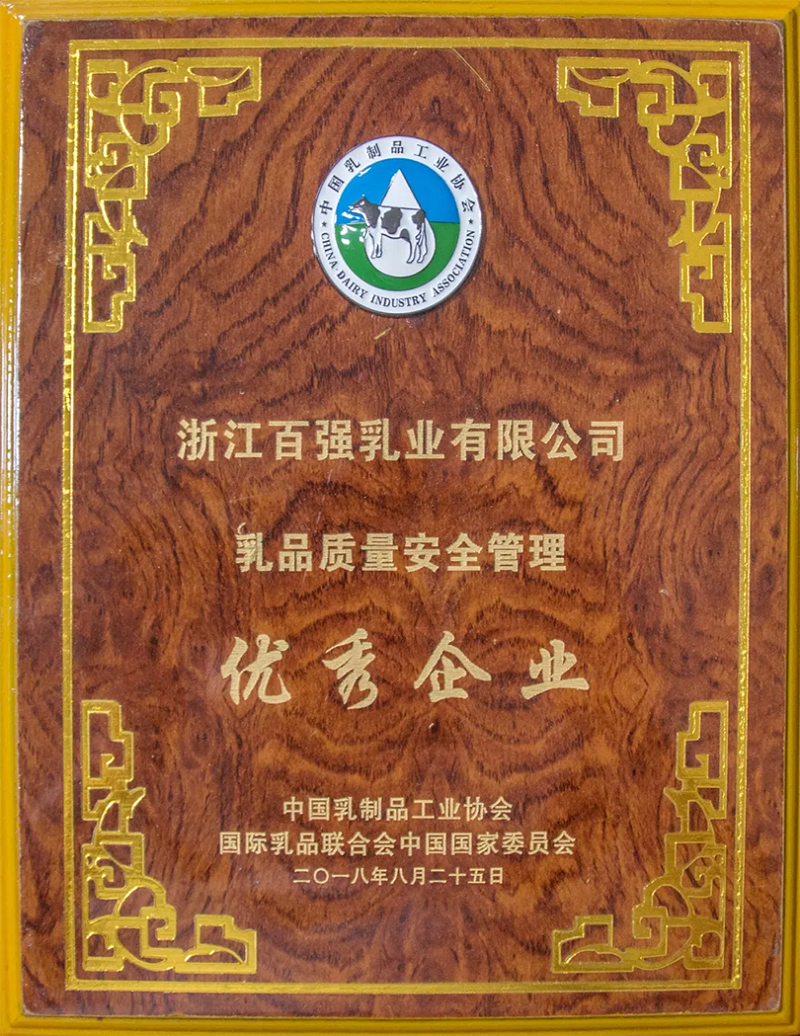 中国乳制品工业协会
CHINA DAIRY INDUSTRY ASSOCIATION
浙江百强乳业有限公司
乳品质量安全管理
优秀企业
中国乳制品工业协会
国际乳品联合会中国国家委员会
二〇一八年八月二十五日